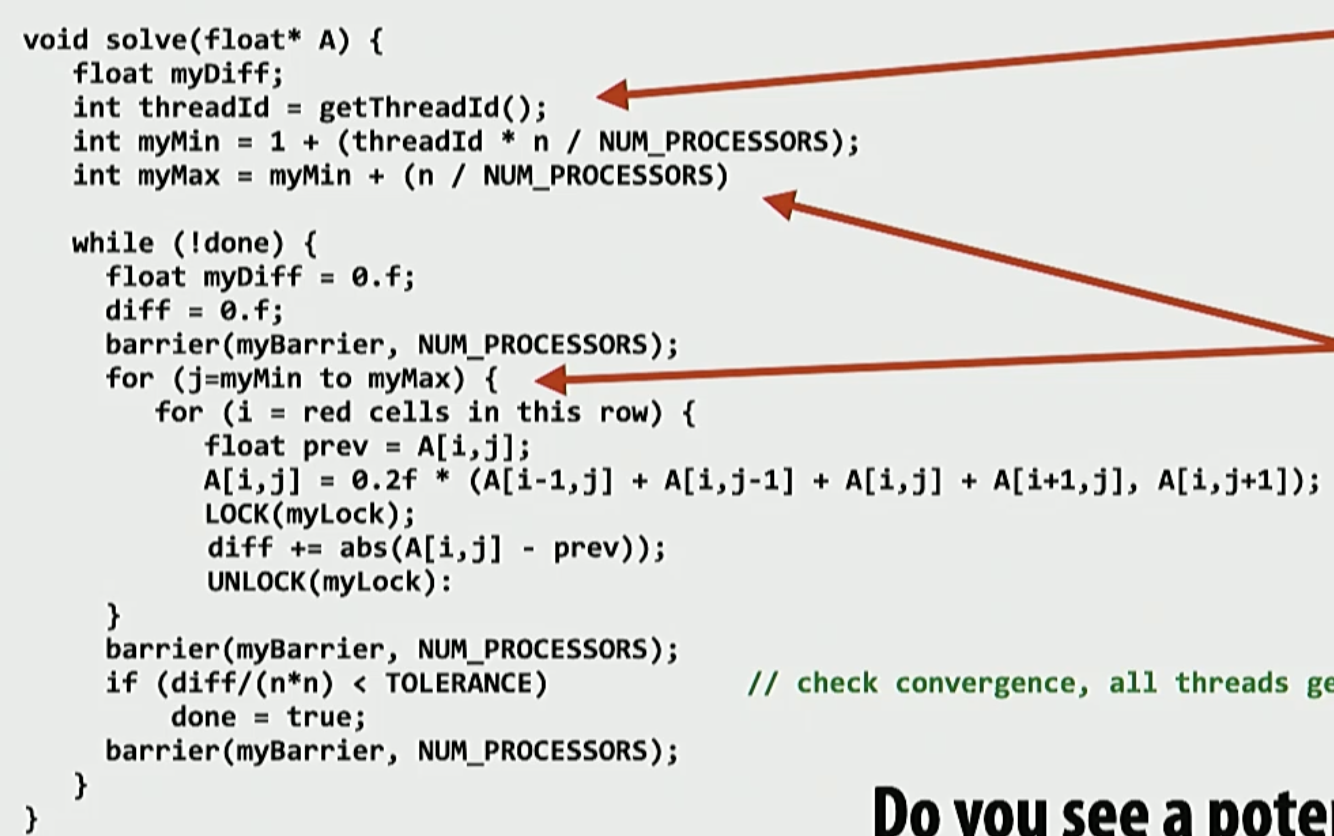 void solve(float* A) {
   float myDiff;
   int threadId = getThreadId();
   int myMin = 1 + (threadId * n / NUM_PROCESSORS);
   int myMax = myMin + (n / NUM_PROCESSORS)
   while (!done) {
     float myDiff = 0.f;
     diff = 0.f;
     barrier(myBarrier, NUM_PROCESSORS);
     for (j=myMin to myMax) {
        for (i = red cells in this row) {
           float prev = A[i,j];
           A[i,j] = 0.2f * (A[i-1,j] + A[i,j-1] + A[i,j] + A[i+1,j], A[i,j+1]);
           LOCK(myLock);
           diff += abs(A[i,j] - prev));
           UNLOCK(myLock):
     }
     barrier(myBarrier, NUM_PROCESSORS);
     if (diff/(n*n) < TOLERANCE)            // check convergence, all threads
         done = true;
     barrier(myBarrier, NUM_PROCESSORS);
   }
}
Do you see a